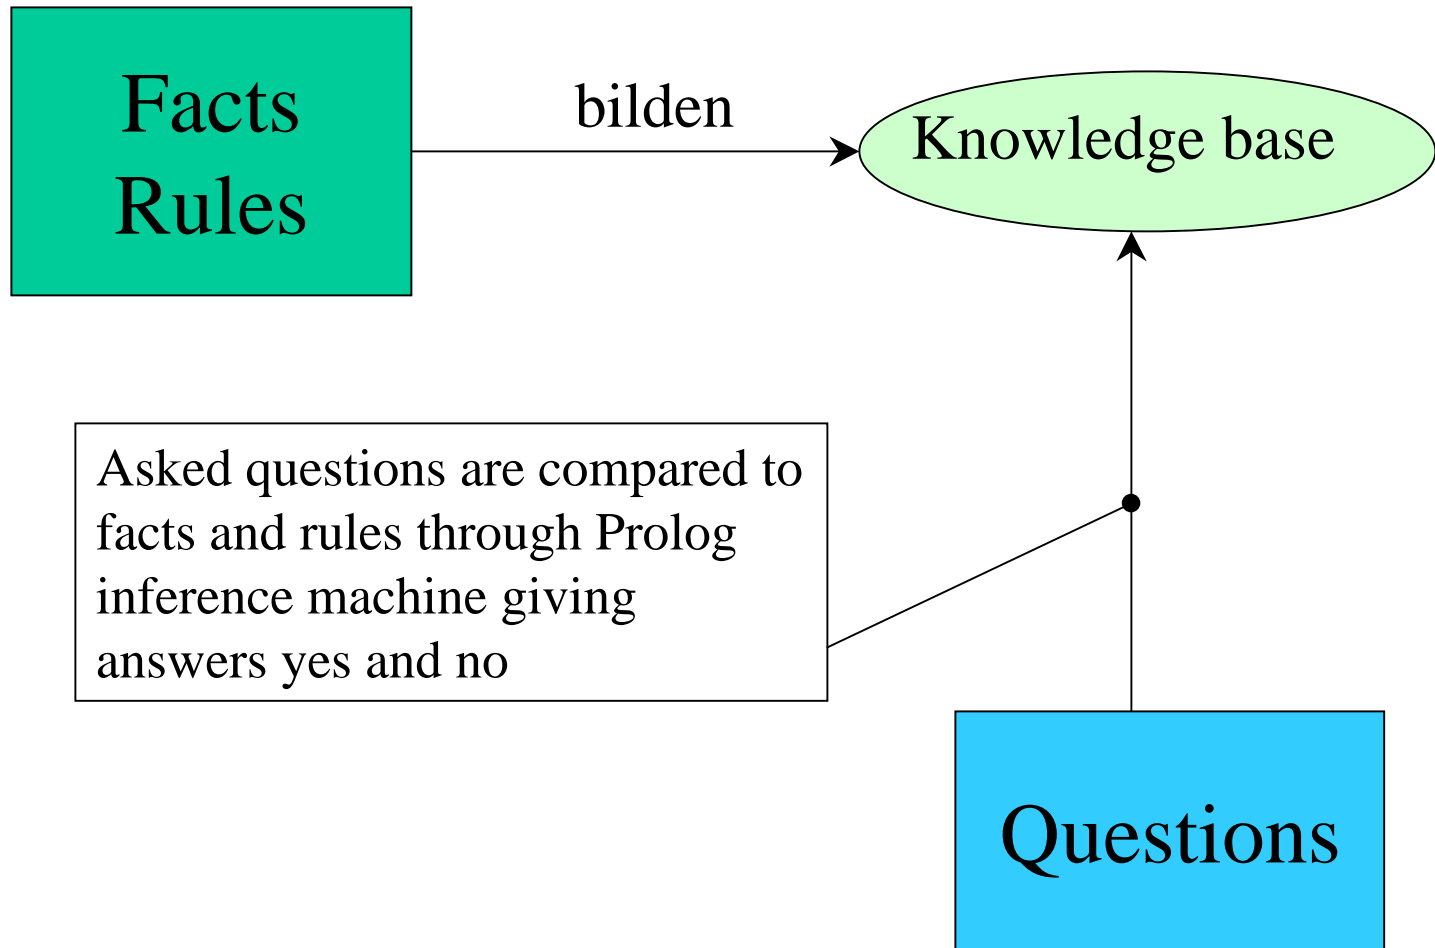 Facts
Rules
bilden
Knowledge base
Asked questions are compared to
facts and rules through Prolog
inference machine giving
answers yes and no
Questions